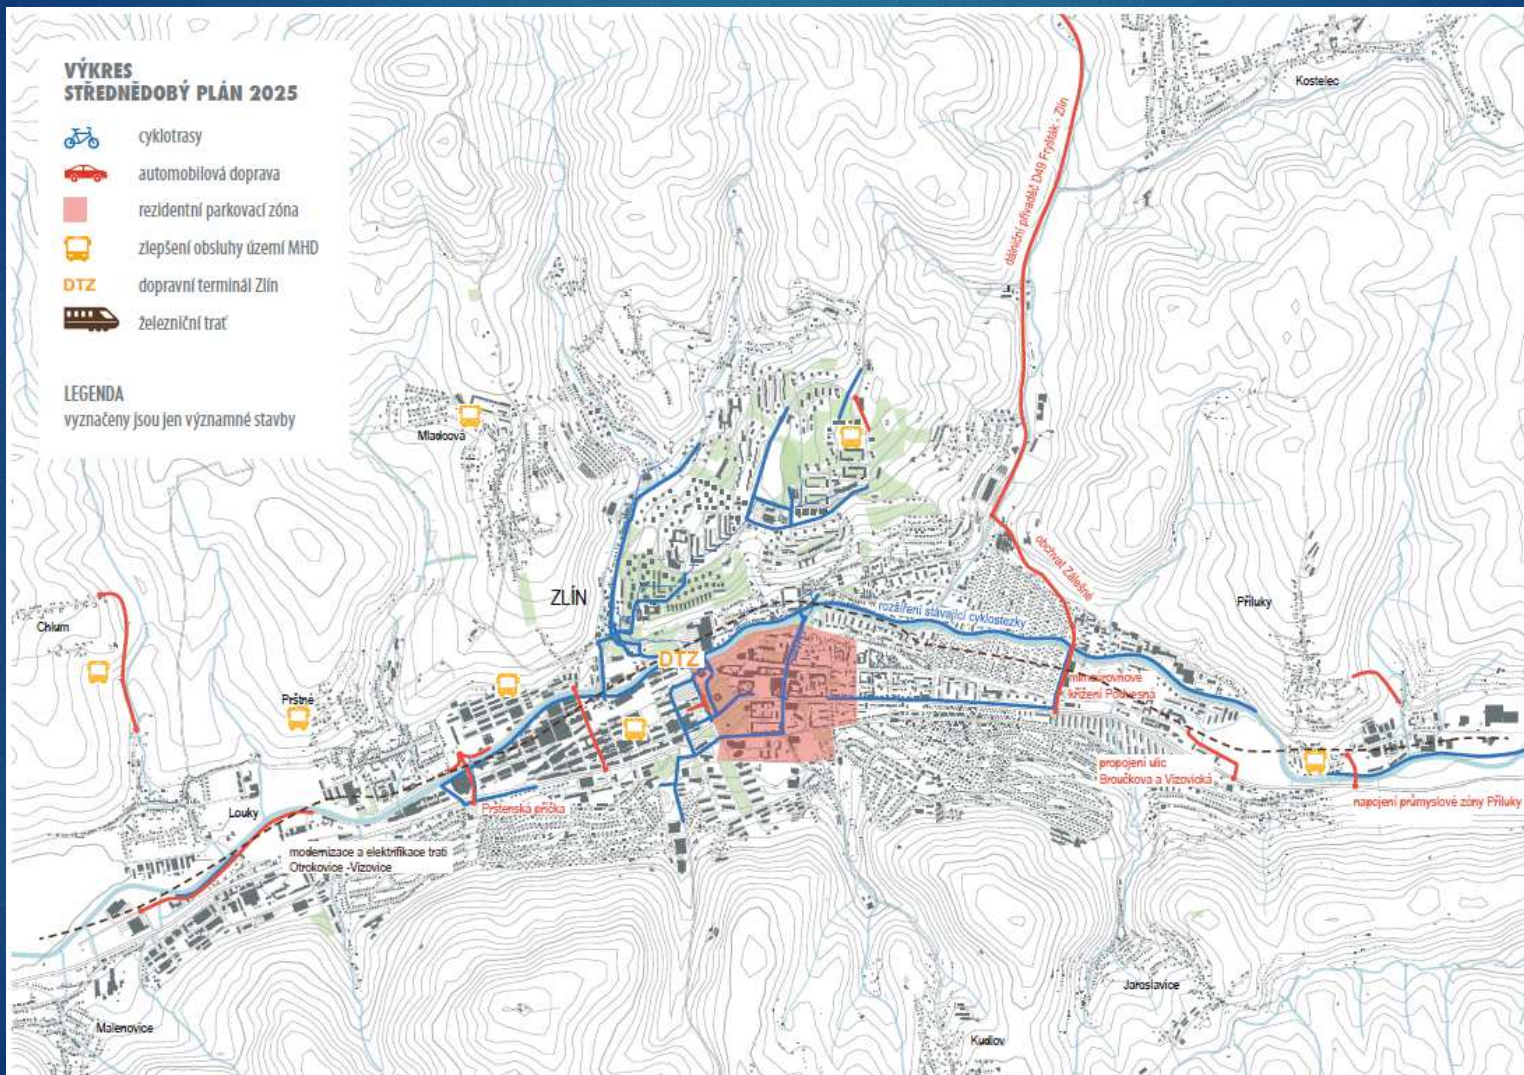 VÝKRES
STŘEDNĚDOBÝ PLÁN 2025
cyklotrasy
automobilová doprava
rezidentní parkovací zóna
zlepšení obsluhy území MHD
DTZ dopravní terminál Zlín
železniční trať
LEGENDA
vyznačeny jsou jen významné stavby
Kostelec
dálniční přivaděč D49 Fryšták - Zlín
Mladcová
obchvat Zálešné
ZLÍN
Příluky
rozšíření stávající cyklostezky
Chlum
DTZ
mimoúrovňové
křížení Podvesná
Prštné
propojení ulic
Broučkova a Vizovická
napojení průmyslové zóny Příluky
Prštenská příčka
Louky
modernizace a elektrifikace trati
Otrokovice -Vizovice
Jaroslavice
Malenovice
Kudlov